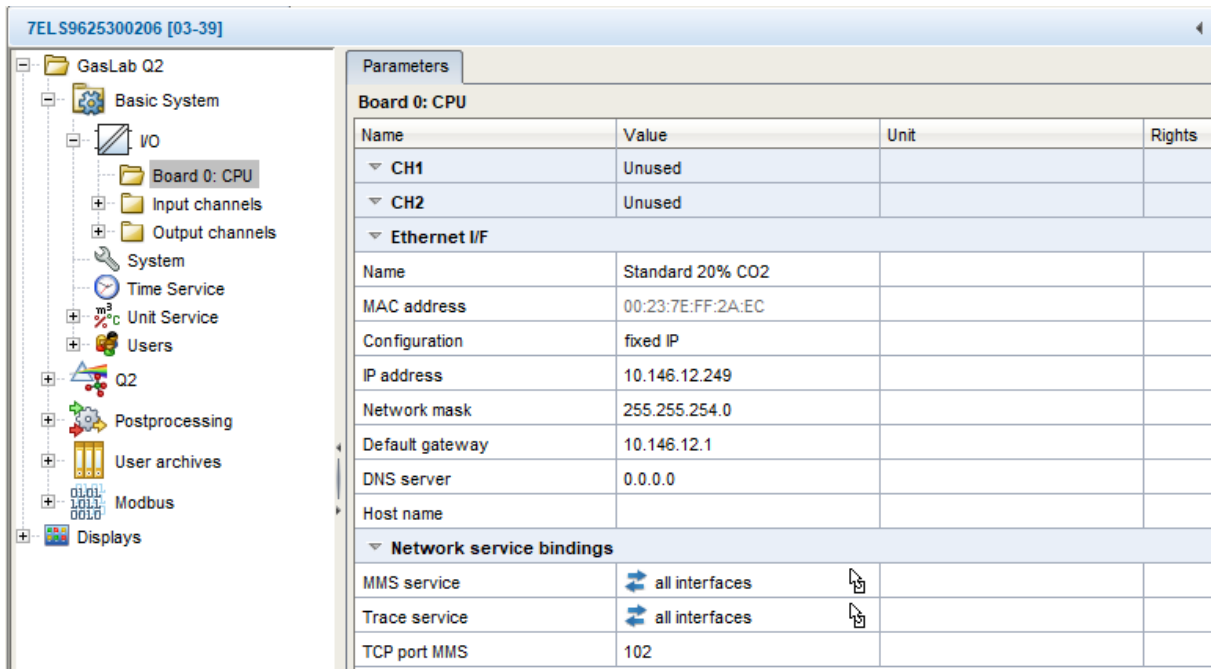 7ELS9625300206 [03-39]
GasLab Q2
Basic System
I/O
Board 0: CPU
Input channels
Output channels
System
Time Service
m3 % °C Unit Service
Users
Q2
Postprocessing
User archives
0101 1011 0010 Modbus
Displays
Parameters
Board 0: CPU
Name Value Unit Rights
CH1 Unused
CH2 Unused
Ethernet I/F
Name Standard 20% CO2
MAC address 00:23:7E:FF:2A:EC
Configuration fixed IP
IP address 10.146.12.249
Network mask 255.255.254.0
Default gateway 10.146.12.1
DNS server 0.0.0.0
Host name
Network service bindings
MMS service all interfaces
Trace service all interfaces
TCP port MMS 102